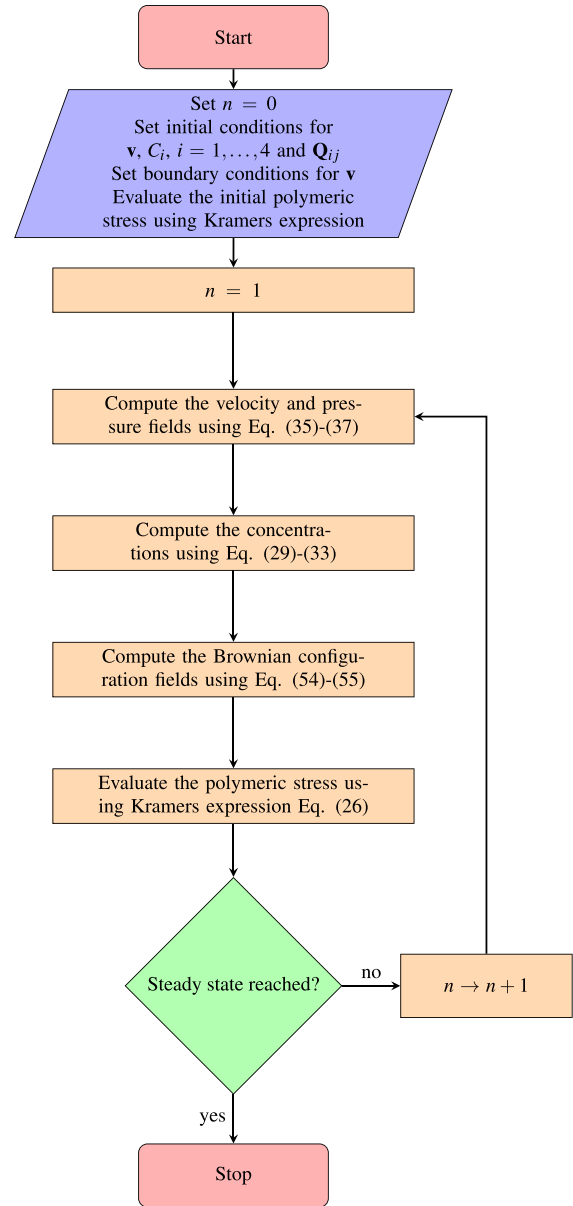 Start
Set n = 0
Set initial conditions for
v, C_i, i = 1,...,4 and Q_ij
Set boundary conditions for v
Evaluate the initial polymeric
stress using Kramers expression
n = 1
Compute the velocity and pres-
sure fields using Eq. (35)-(37)
Compute the concentra-
tions using Eq. (29)-(33)
Compute the Brownian configu-
ration fields using Eq. (54)-(55)
Evaluate the polymeric stress us-
ing Kramers expression Eq. (26)
Steady state reached?
no
n → n + 1
yes
Stop